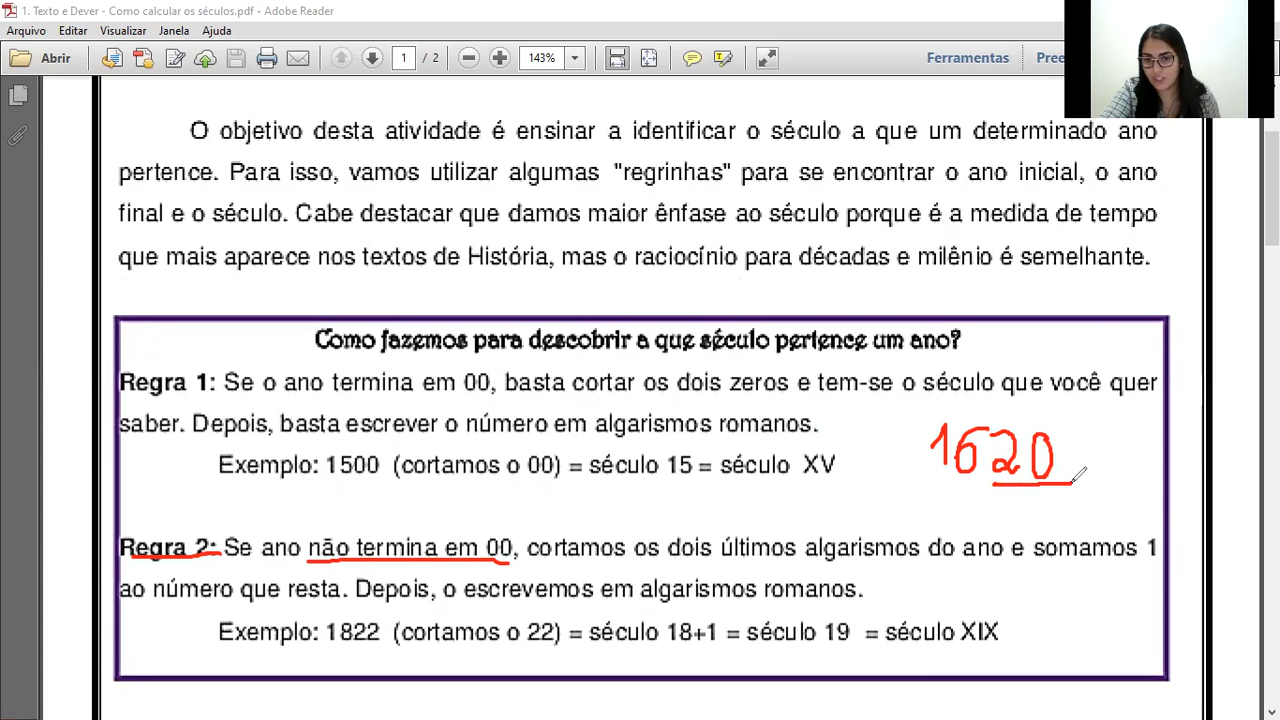 1. Texto e Dever - Como calcular os séculos.pdf - Adobe Reader
Arquivo Editar Visualizar Janela Ajuda
Abrir 1 / 2 143% Ferramentas
O objetivo desta atividade é ensinar a identificar o século a que um determinado ano
pertence. Para isso, vamos utilizar algumas "regrinhas" para se encontrar o ano inicial, o ano
final e o século. Cabe destacar que damos maior ênfase ao século porque é a medida de tempo
que mais aparece nos textos de História, mas o raciocínio para décadas e milênio é semelhante.
Como fazemos para descobrir a que século pertence um ano?
Regra 1: Se o ano termina em 00, basta cortar os dois zeros e tem-se o século que você quer
saber. Depois, basta escrever o número em algarismos romanos.
Exemplo: 1500 (cortamos o 00) = século 15 = século XV
1620
Regra 2: Se ano não termina em 00, cortamos os dois últimos algarismos do ano e somamos 1
ao número que resta. Depois, o escrevemos em algarismos romanos.
Exemplo: 1822 (cortamos o 22) = século 18+1 = século 19 = século XIX